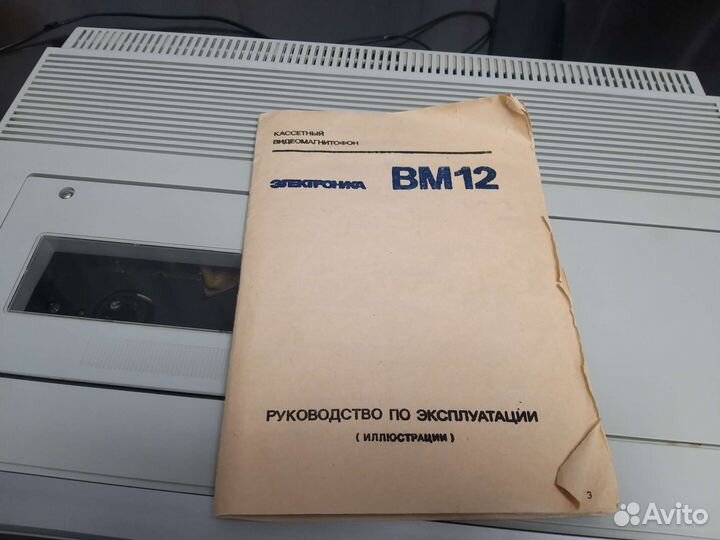 КАССЕТНЫЙ
ВИДЕОМАГНИТОФОН
ЭЛЕКТРОНИКА ВМ12
РУКОВОДСТВО ПО ЭКСПЛУАТАЦИИ
(ИЛЛЮСТРАЦИИ)
3
Avito